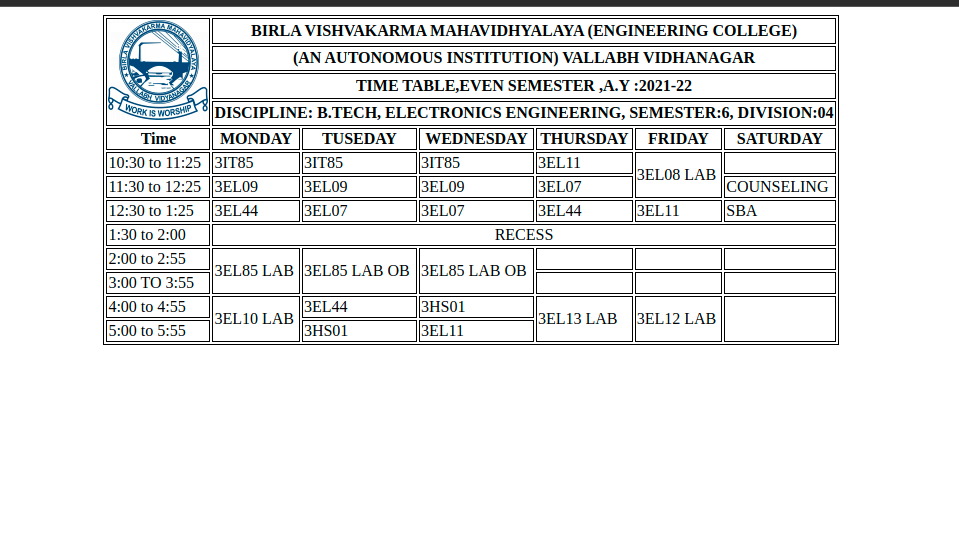 BIRLA VISHVAKARMA MAHAVIDYALAYA
VALLABH VIDYANAGAR
WORK IS WORSHIP
BIRLA VISHVAKARMA MAHAVIDHYALAYA (ENGINEERING COLLEGE)
(AN AUTONOMOUS INSTITUTION) VALLABH VIDHANAGAR
TIME TABLE,EVEN SEMESTER ,A.Y :2021-22
DISCIPLINE: B.TECH, ELECTRONICS ENGINEERING, SEMESTER:6, DIVISION:04
Time MONDAY TUSEDAY WEDNESDAY THURSDAY FRIDAY SATURDAY
10:30 to 11:25 3IT85 3IT85 3IT85 3EL11 3EL08 LAB
11:30 to 12:25 3EL09 3EL09 3EL09 3EL07 COUNSELING
12:30 to 1:25 3EL44 3EL07 3EL07 3EL44 3EL11 SBA
1:30 to 2:00 RECESS
2:00 to 2:55 3EL85 LAB 3EL85 LAB OB 3EL85 LAB OB
3:00 TO 3:55
4:00 to 4:55 3EL10 LAB 3EL44 3HS01 3EL13 LAB 3EL12 LAB
5:00 to 5:55 3HS01 3EL11